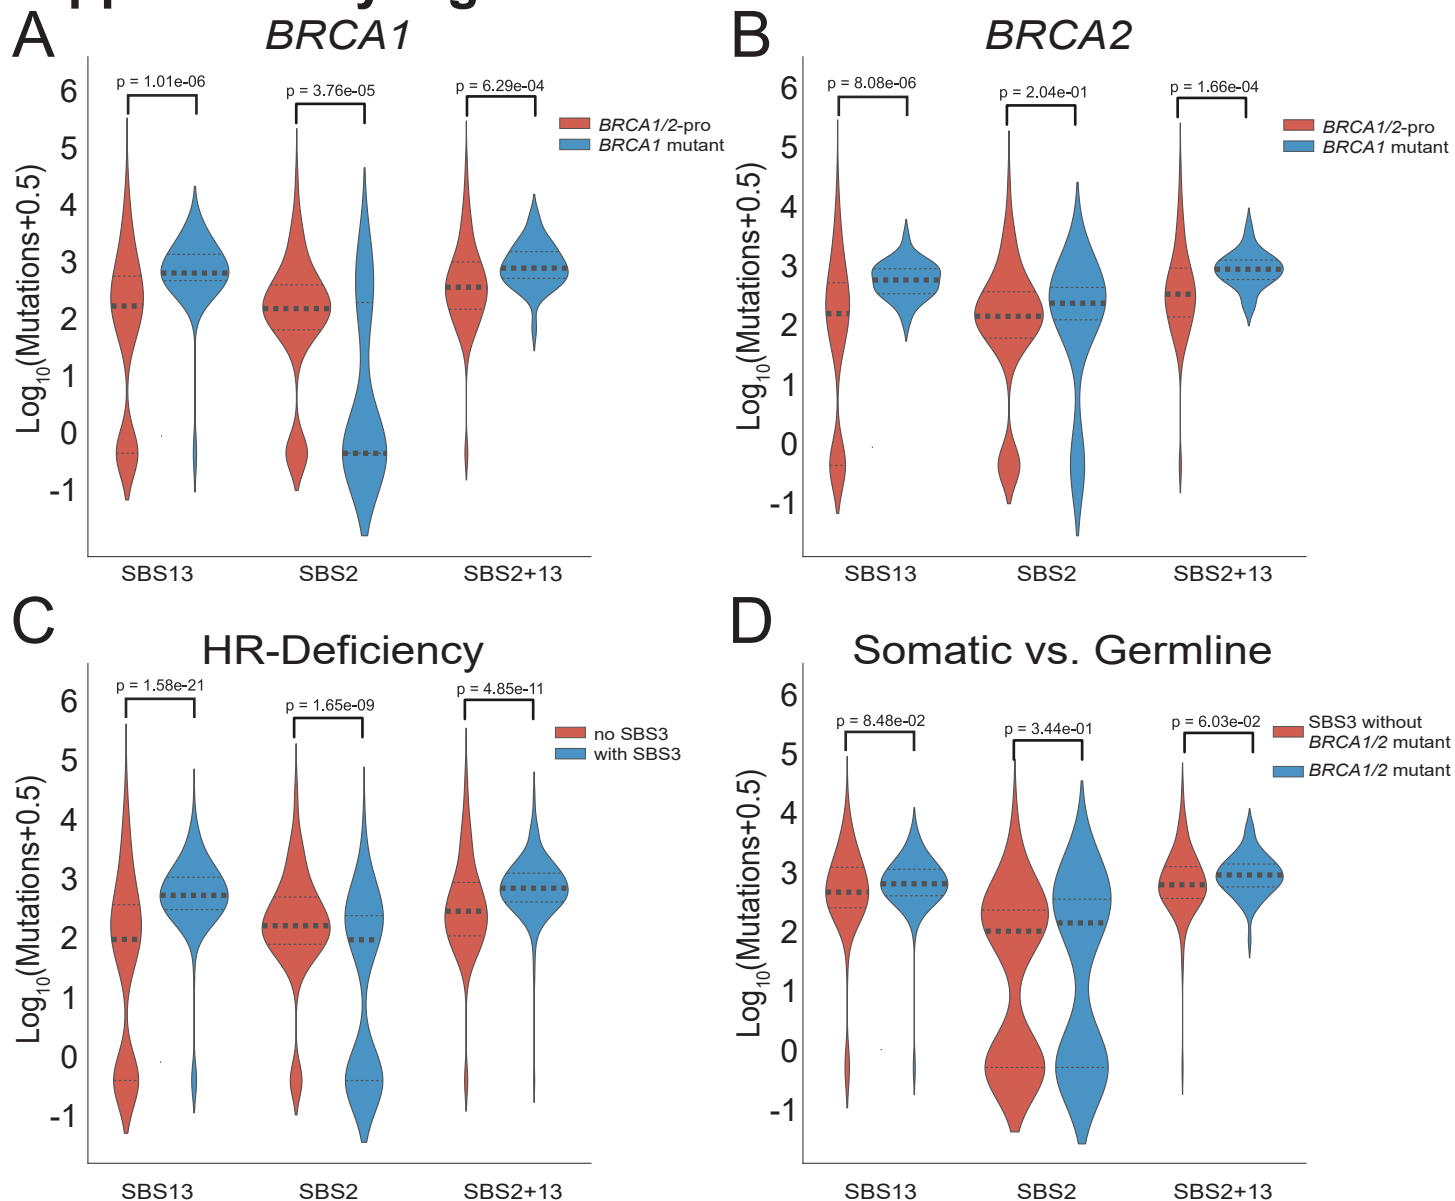 A
BRCA1
p = 1.01e-06
p = 3.76e-05
p = 6.29e-04
BRCA1/2-pro
BRCA1 mutant
Log10(Mutations+0.5)
6
5
4
3
2
1
0
-1
SBS13
SBS2
SBS2+13
B
BRCA2
p = 8.08e-06
p = 2.04e-01
p = 1.66e-04
BRCA1/2-pro
BRCA1 mutant
Log10(Mutations+0.5)
6
5
4
3
2
1
0
-1
SBS13
SBS2
SBS2+13
C
HR-Deficiency
p = 1.58e-21
p = 1.65e-09
p = 4.85e-11
no SBS3
with SBS3
Log10(Mutations+0.5)
6
5
4
3
2
1
0
-1
SBS13
SBS2
SBS2+13
D
Somatic vs. Germline
p = 8.48e-02
p = 3.44e-01
p = 6.03e-02
SBS3 without
BRCA1/2 mutant
BRCA1/2 mutant
Log10(Mutations+0.5)
6
5
4
3
2
1
0
-1
SBS13
SBS2
SBS2+13